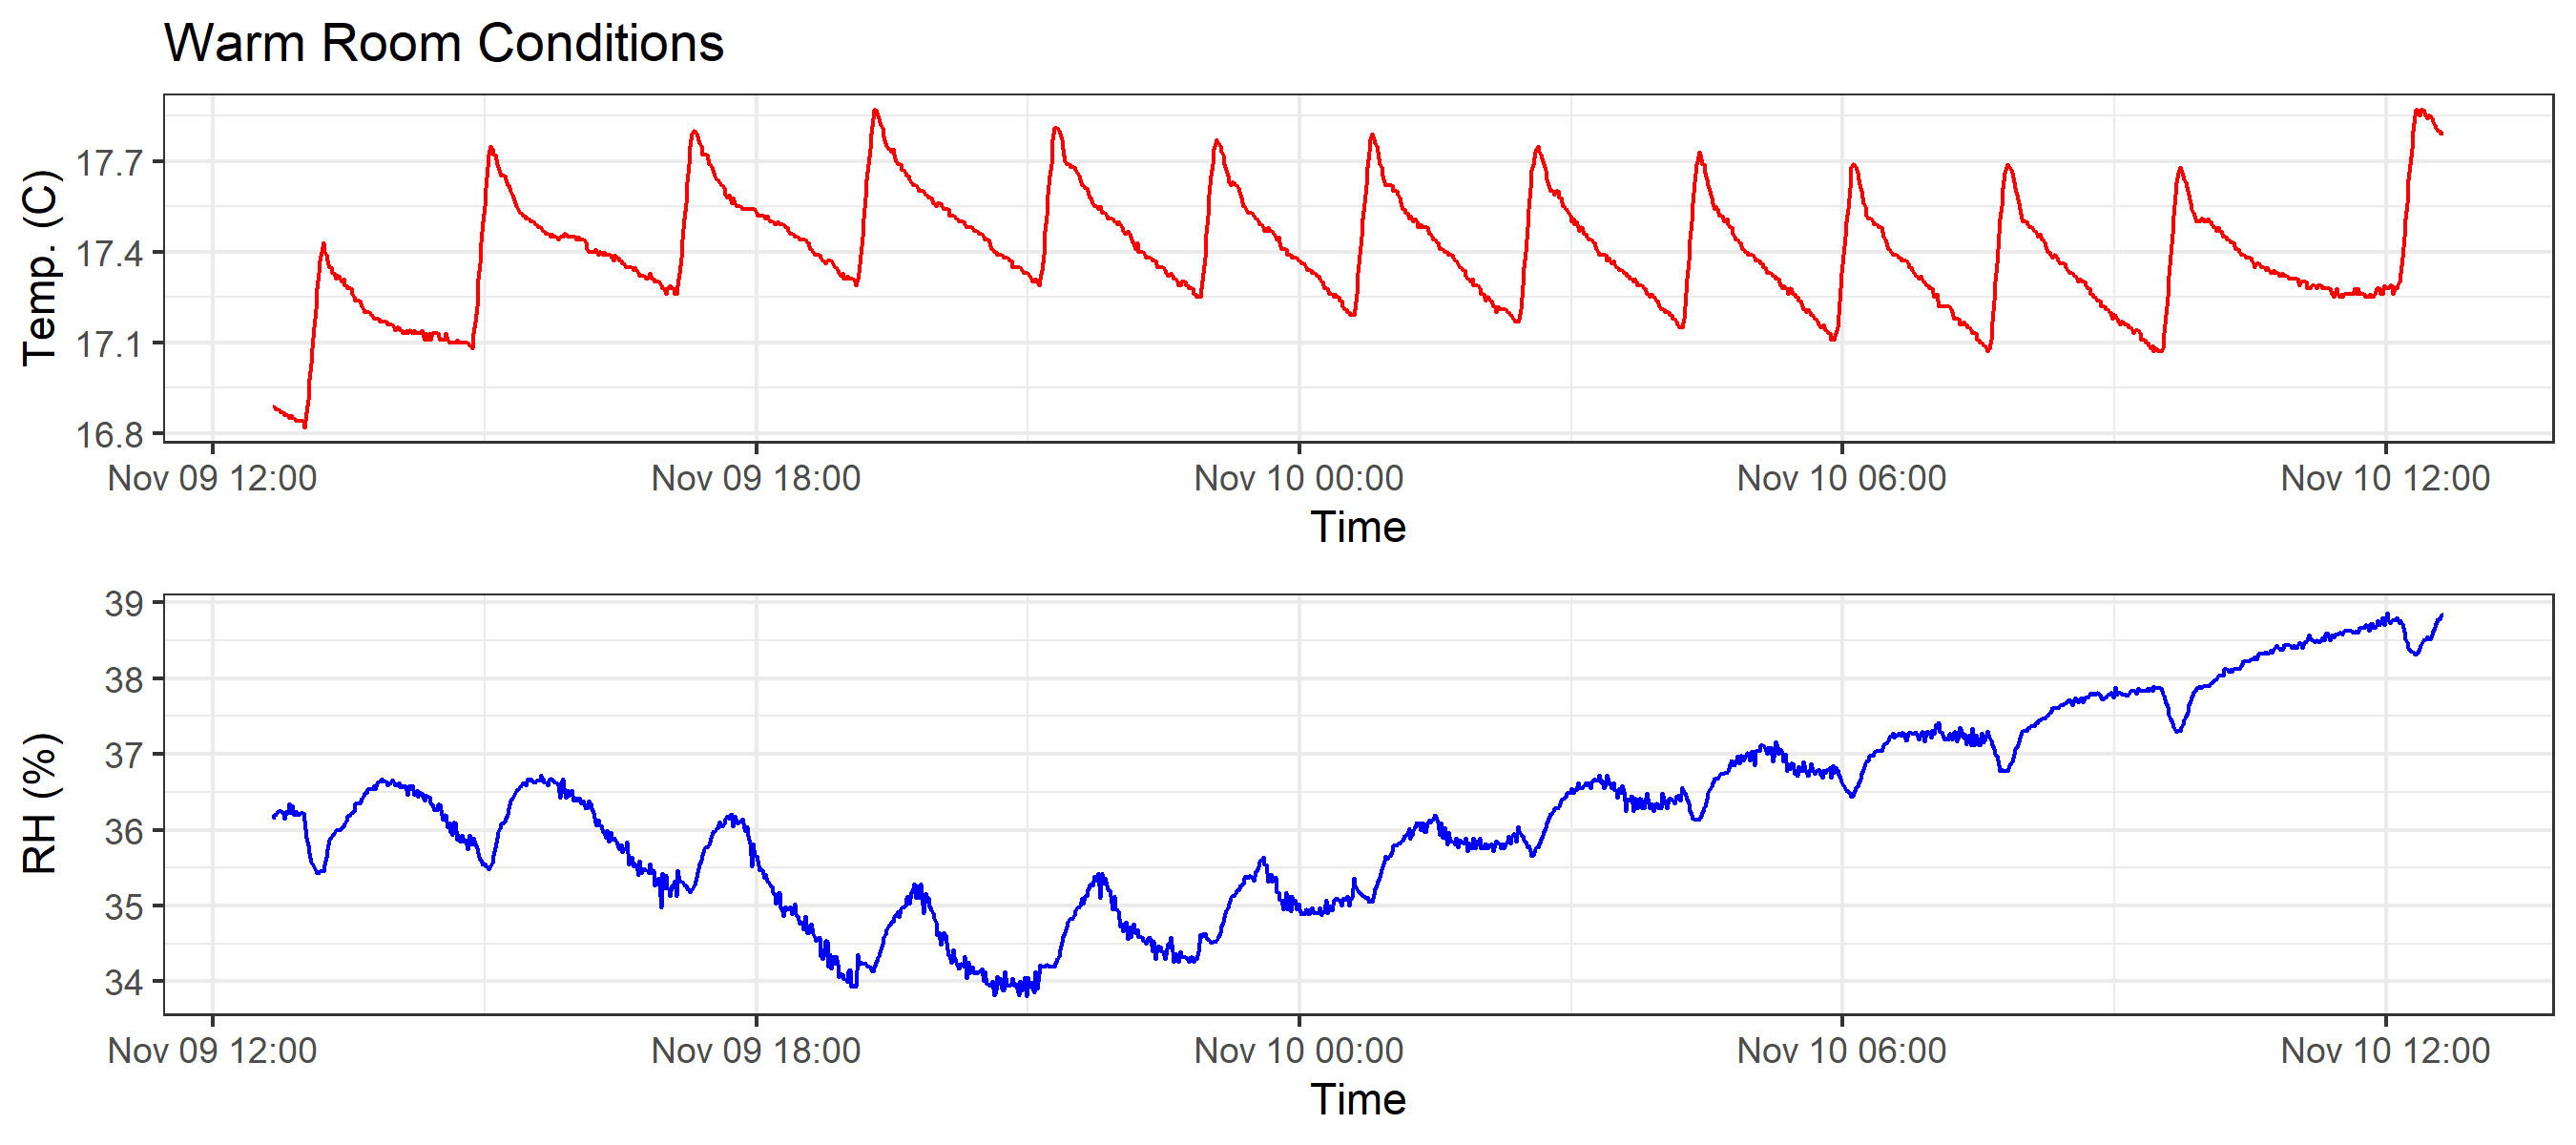 Warm Room Conditions
Temp. (C)
17.7
17.4
17.1
16.8
Nov 09 12:00 Nov 09 18:00 Nov 10 00:00 Nov 10 06:00 Nov 10 12:00
Time
RH (%)
39
38
37
36
35
34
Nov 09 12:00 Nov 09 18:00 Nov 10 00:00 Nov 10 06:00 Nov 10 12:00
Time